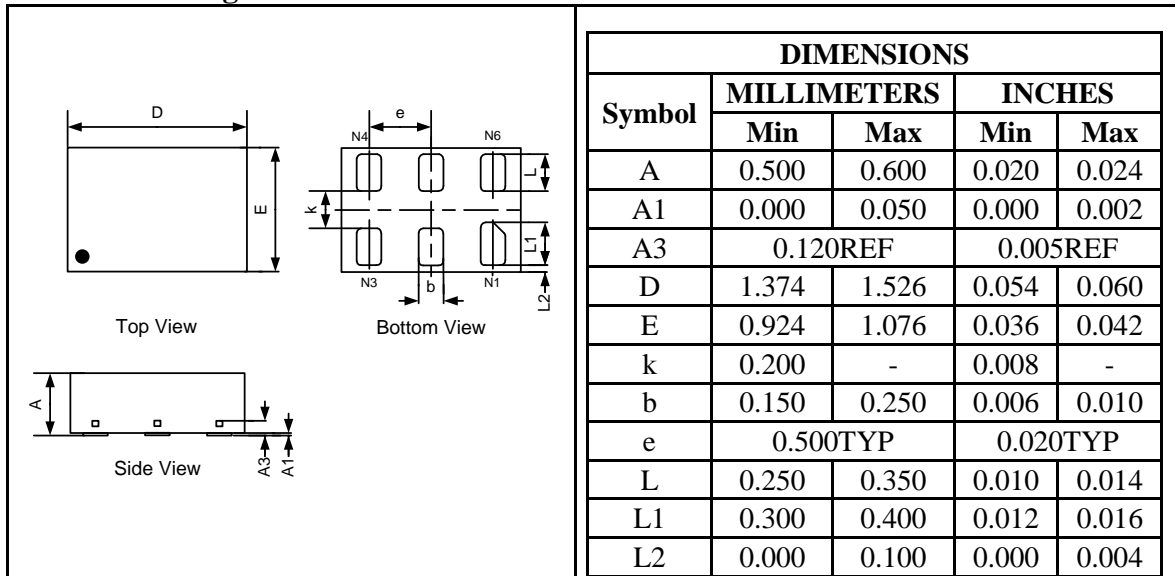 g
D
E
Top View
e
N4
N6
L
k
L1
N3
b
N1
L2
Bottom View
A
A3
A1
Side View
DIMENSIONS
Symbol MILLIMETERS INCHES
Min Max Min Max
A 0.500 0.600 0.020 0.024
A1 0.000 0.050 0.000 0.002
A3 0.120REF 0.005REF
D 1.374 1.526 0.054 0.060
E 0.924 1.076 0.036 0.042
k 0.200 - 0.008 -
b 0.150 0.250 0.006 0.010
e 0.500TYP 0.020TYP
L 0.250 0.350 0.010 0.014
L1 0.300 0.400 0.012 0.016
L2 0.000 0.100 0.000 0.004